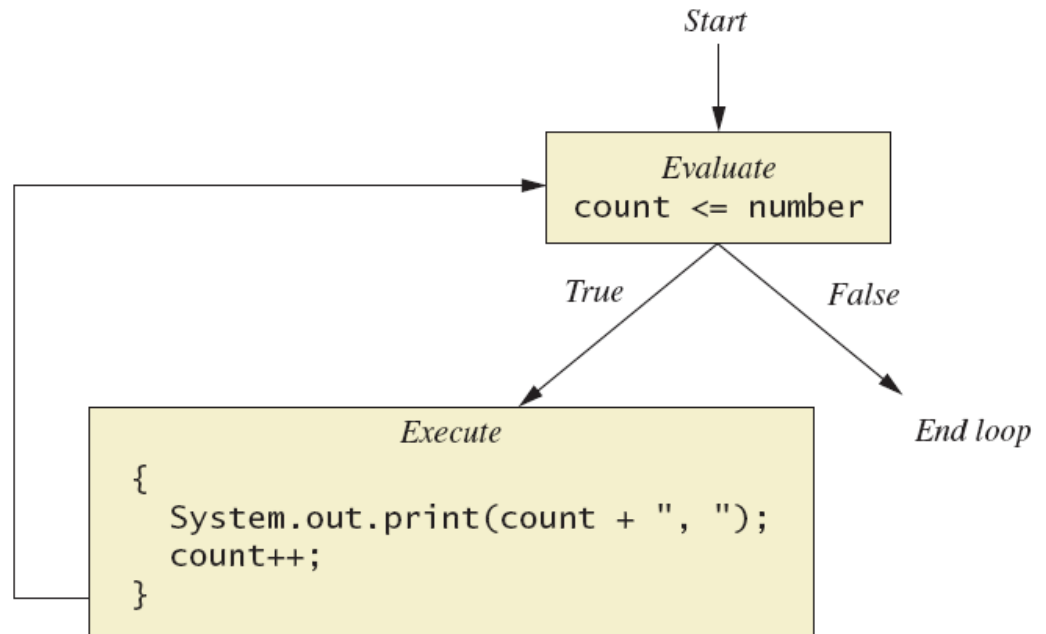 Start
Evaluate
count <= number
True
False
Execute
End loop
{
System.out.print(count + ", ");
count++;
}